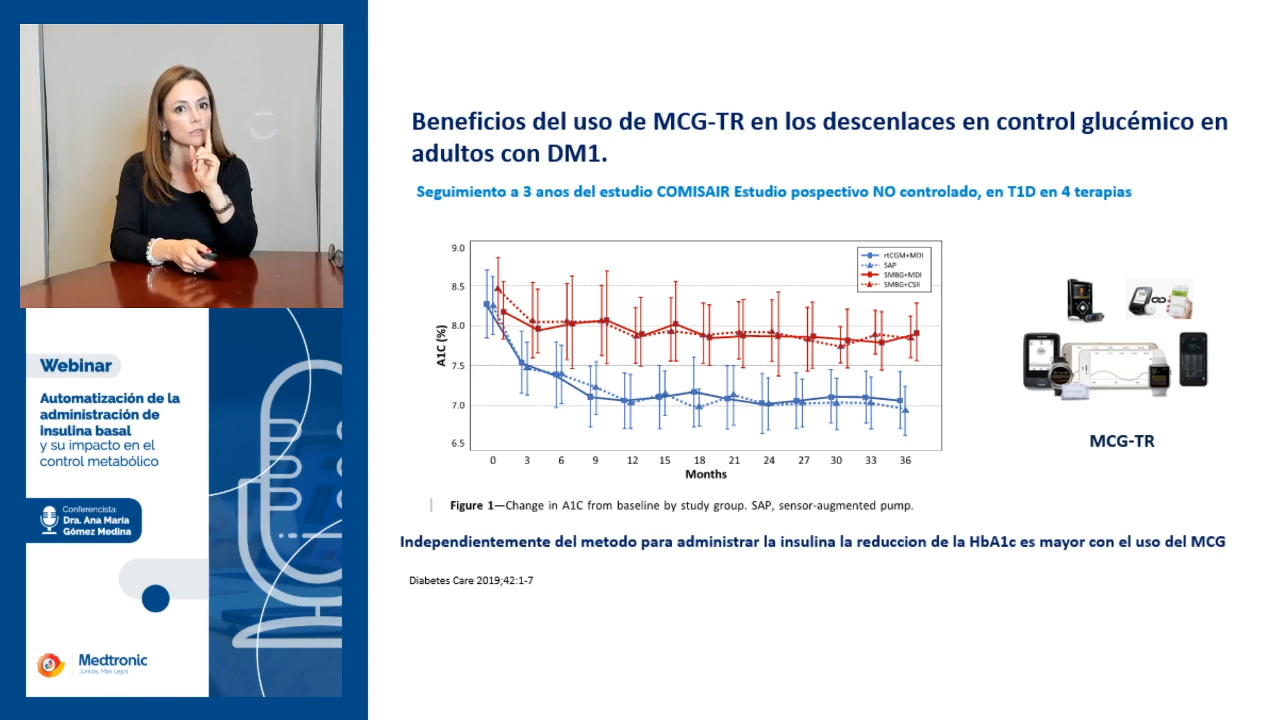 Webinar
Automatización de la
administración de
insulina basal
y su impacto en el
control metabólico
Conferencista:
Dra. Ana María
Gómez Medina
Medtronic
Juntos, Más Lejos
Beneficios del uso de MCG-TR en los descenlaces en control glucémico en
adultos con DM1.
Seguimiento a 3 anos del estudio COMISAIR Estudio pospectivo NO controlado, en T1D en 4 terapias
A1C (%)
9.0
8.5
8.0
7.5
7.0
6.5
rtCGM+MDI
SAP
SMBG+MDI
SMBG+CSII
0 3 6 9 12 15 18 21 24 27 30 33 36
Months
Figure 1—Change in A1C from baseline by study group. SAP, sensor-augmented pump.
MCG-TR
Independientemente del metodo para administrar la insulina la reduccion de la HbA1c es mayor con el uso del MCG
Diabetes Care 2019;42:1-7